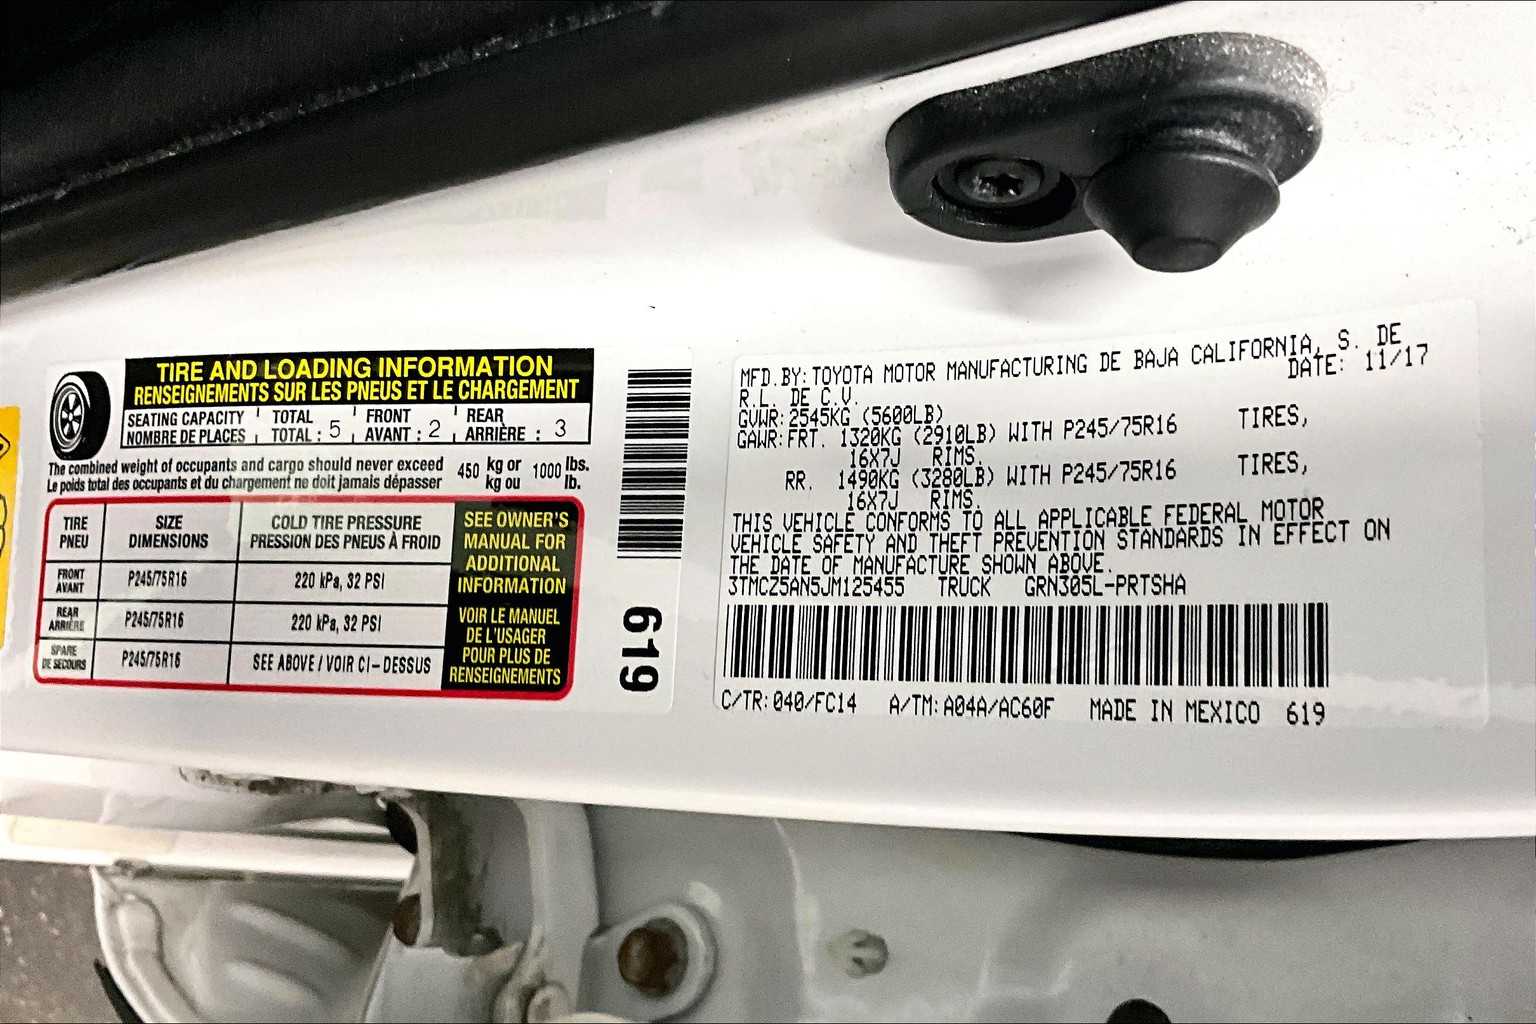 TIRE AND LOADING INFORMATION
RENSEIGNEMENTS SUR LES PNEUS ET LE CHARGEMENT
SEATING CAPACITY TOTAL FRONT REAR
NOMBRE DE PLACES TOTAL : 5 AVANT : 2 ARRIÈRE : 3
The combined weight of occupants and cargo should never exceed 450 kg or 1000 lbs.
Le poids total des occupants et du chargement ne doit jamais dépasser kg ou lb.
TIRE SIZE COLD TIRE PRESSURE
PNEU DIMENSIONS PRESSION DES PNEUS À FROID
FRONT AVANT P245/75R16 220 kPa, 32 PSI
REAR ARRIÈRE P245/75R16 220 kPa, 32 PSI
SPARE DE SECOURS P245/75R16 SEE ABOVE / VOIR CI-DESSUS
SEE OWNER'S
MANUAL FOR
ADDITIONAL
INFORMATION
VOIR LE MANUEL
DE L'USAGER
POUR PLUS DE
RENSEIGNEMENTS
619
MFD.BY:TOYOTA MOTOR MANUFACTURING DE BAJA CALIFORNIA, S. DE
R.L. DE C.V. DATE: 11/17
GVWR:2545KG (5600LB)
GAWR:FRT. 1320KG (2910LB) WITH P245/75R16 TIRES,
16X7J RIMS.
RR. 1490KG (3280LB) WITH P245/75R16 TIRES,
16X7J RIMS.
THIS VEHICLE CONFORMS TO ALL APPLICABLE FEDERAL MOTOR
VEHICLE SAFETY AND THEFT PREVENTION STANDARDS IN EFFECT ON
THE DATE OF MANUFACTURE SHOWN ABOVE.
3TMCZ5AN5JM125455 TRUCK GRN305L-PRTSHA
C/TR:040/FC14 A/TM:A04A/AC60F MADE IN MEXICO 619